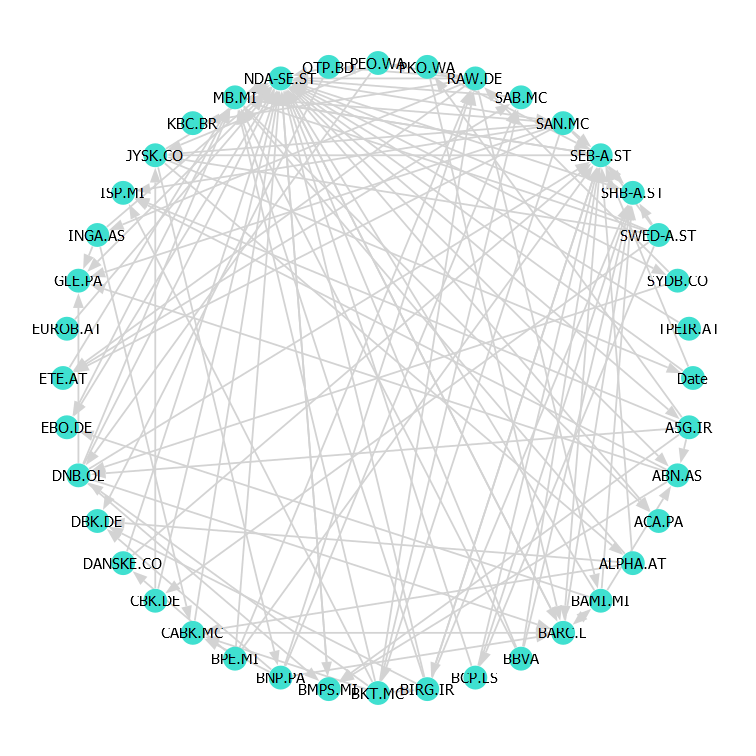 PEO.WA
OTP.BD
PKO.WA
NDA-SE.ST
RAW.DE
MB.MI
SAB.MC
KBC.BR
SAN.MC
JYSK.CO
SEB-A.ST
ISP.MI
SHB-A.ST
INGA.AS
SWED-A.ST
GLE.PA
SYDB.CO
EUROB.AT
TPEIR.AT
ETE.AT
Date
EBO.DE
A5G.IR
DNB.OL
ABN.AS
DBK.DE
ACA.PA
DANSKE.CO
ALPHA.AT
CBK.DE
BAMI.MI
CABK.MC
BARC.L
BPE.MI
BBVA
BNP.PA
BCP.LS
BMPS.MI
BIRG.IR
BKT.MC